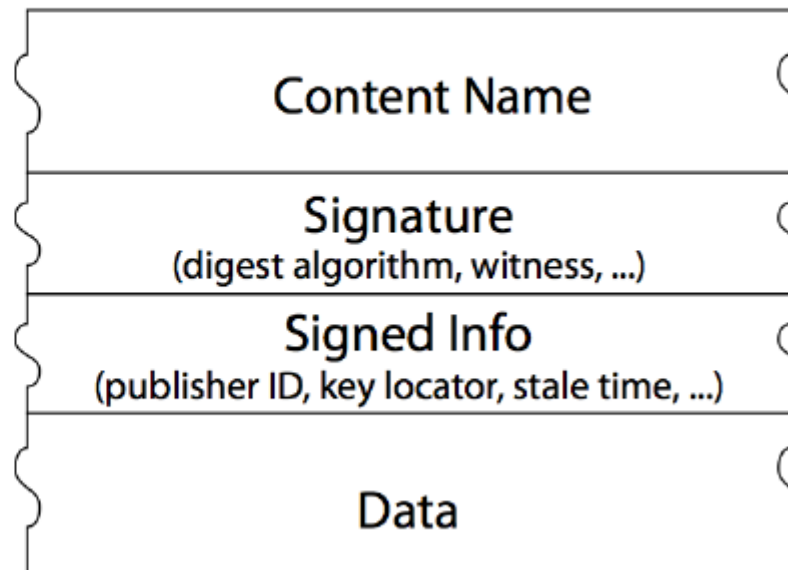 Content Name
Signature
(digest algorithm, witness, ...)
Signed Info
(publisher ID, key locator, stale time, ...)
Data